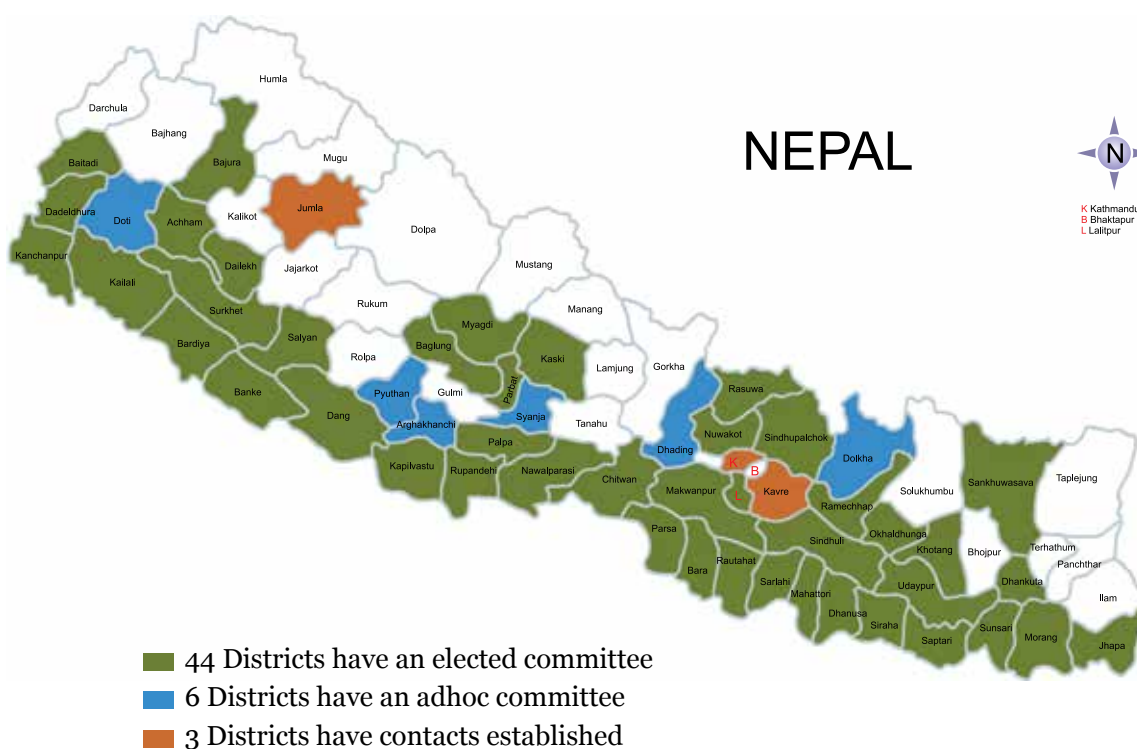 NEPAL
N
K Kathmandu
B Bhaktapur
L Lalitpur
Humla
Darchula
Bajhang
Mugu
Bajura
Baitadi
Jumla
Dadeldhura
Doti
Achham
Kalikot
Dolpa
Kanchanpur
Dailekh
Jajarkot
Mustang
Kailali
Surkhet
Rukum
Manang
Myagdi
Salyan
Baglung
Bardiya
Rolpa
Kaski
Gorkha
Lamjung
Parbat
Rasuwa
Banke
Pyuthan
Gulmi
Syanja
Dang
Arghakhanchi
Tanahu
Nuwakot
Sindhupalchok
Palpa
Dhading
Dolkha
Kapilvastu
Rupandehi
Nawalparasi
K
B
Chitwan
Makwanpur
L
Kavre
Solukhumbu
Sankhuwasava
Taplejung
Ramechhap
Parsa
Okhaldhunga
Sindhuli
Khotang
Bhojpur
Terhathum
Panchthar
Bara
Rautahat
Sarlahi
Mahattori
Udaypur
Dhankuta
Ilam
Dhanusa
Siraha
Saptari
Sunsari
Morang
Jhapa
44 Districts have an elected committee
6 Districts have an adhoc committee
3 Districts have contacts established